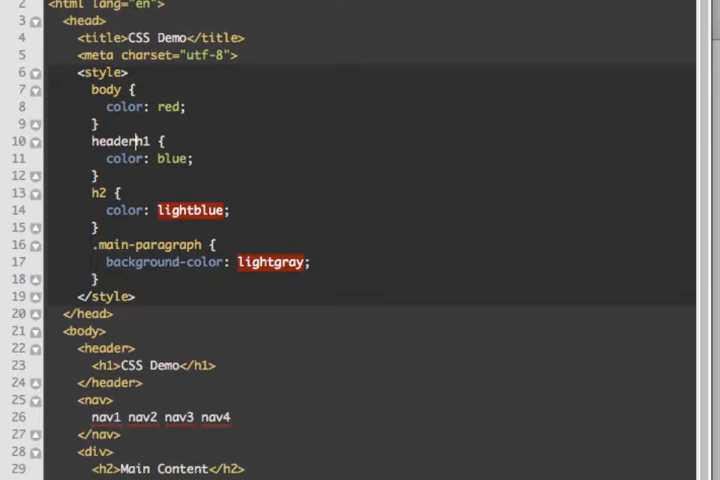 2 <html lang="en">
3 <head>
4 <title>CSS Demo</title>
5 <meta charset="utf-8">
6 <style>
7 body {
8 color: red;
9 }
10 headerh1 {
11 color: blue;
12 }
13 h2 {
14 color: lightblue;
15 }
16 .main-paragraph {
17 background-color: lightgray;
18 }
19 </style>
20 </head>
21 <body>
22 <header>
23 <h1>CSS Demo</h1>
24 </header>
25 <nav>
26 nav1 nav2 nav3 nav4
27 </nav>
28 <div>
29 <h2>Main Content</h2>